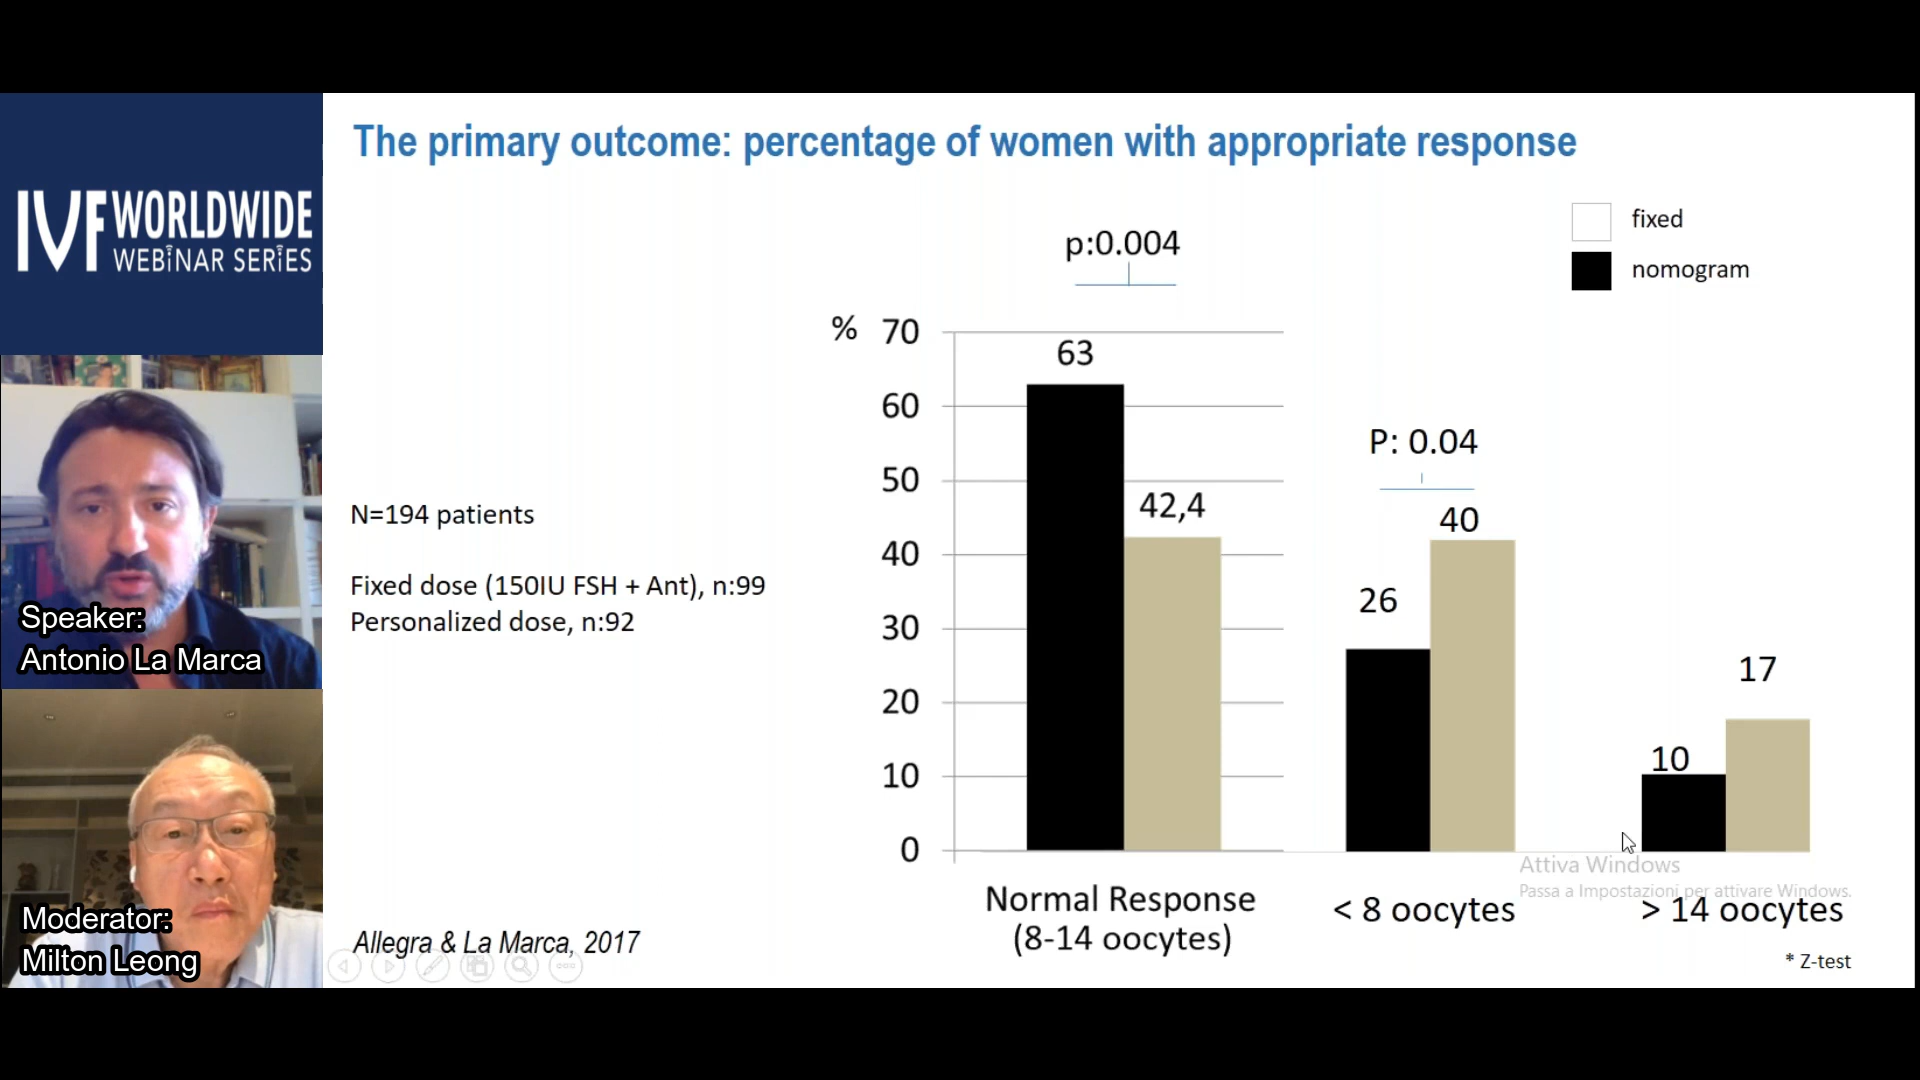 IVF WORLDWIDE
WEBINAR SERIES
Speaker:
Antonio La Marca
Moderator:
Milton Leong
The primary outcome: percentage of women with appropriate response
fixed
nomogram
N=194 patients
Fixed dose (150IU FSH + Ant), n:99
Personalized dose, n:92
p:0.004
P: 0.04
%
70
60
50
40
30
20
10
0
63
42,4
26
40
10
17
Normal Response
(8-14 oocytes)
< 8 oocytes
> 14 oocytes
Attiva Windows
Passa a Impostazioni per attivare Windows.
Allegra & La Marca, 2017
* Z-test